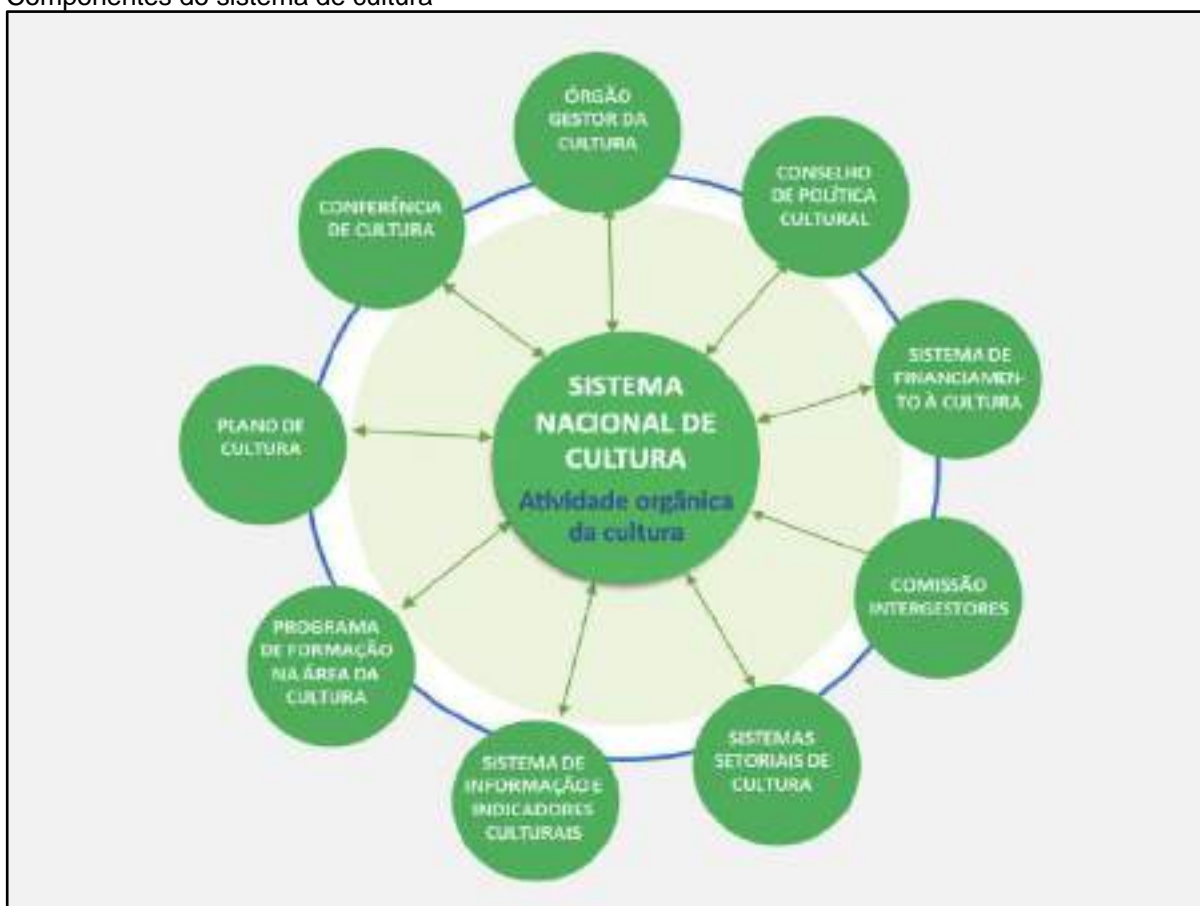 Componentes do sistema de cultura
ÓRGÃO
GESTOR DA
CULTURA
CONSELHO
DE POLÍTICA
CULTURAL
SISTEMA DE
FINANCIAMEN-
TO À CULTURA
COMISSÃO
INTERGESTORES
SISTEMAS
SETORIAIS DE
CULTURA
SISTEMA DE
INFORMAÇÃO E
INDICADORES
CULTURAIS
PROGRAMA
DE FORMAÇÃO
NA ÁREA DA
CULTURA
PLANO DE
CULTURA
CONFERÊNCIA
DE CULTURA
SISTEMA
NACIONAL DE
CULTURA
Atividade orgânica
da cultura